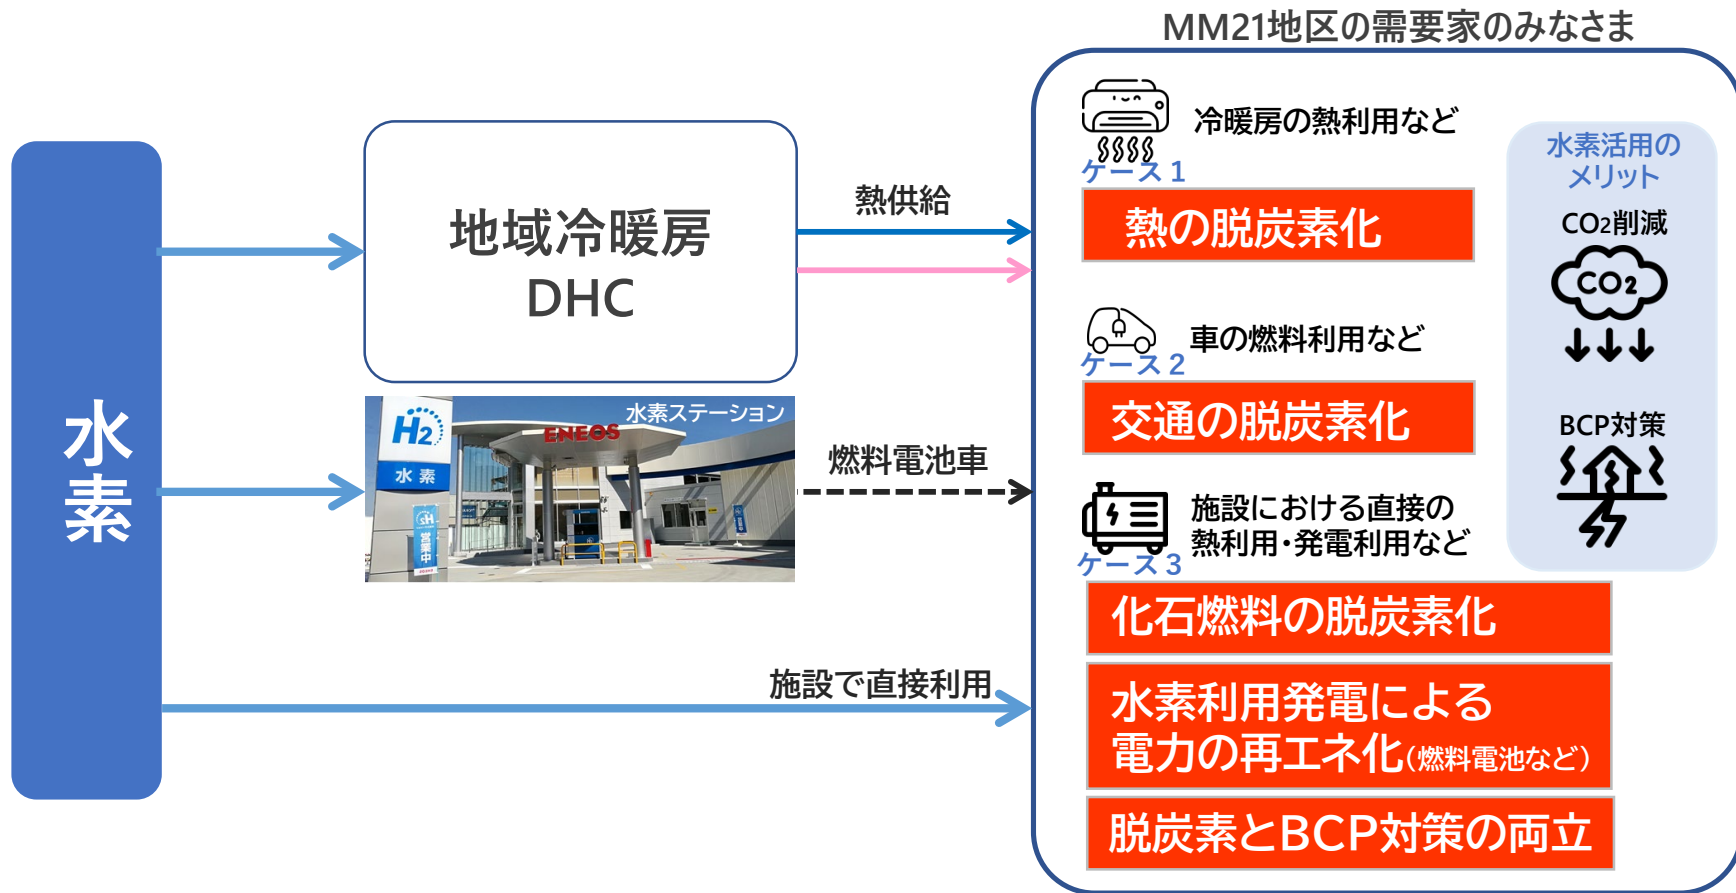 MM21地区の需要家のみなさま
水素
地域冷暖房
DHC
熱供給
水素ステーション
H2
水素
ENEOS
H2
営業中
燃料電池車
施設で直接利用
冷暖房の熱利用など
ケース1
熱の脱炭素化
車の燃料利用など
ケース2
交通の脱炭素化
施設における直接の
熱利用・発電利用など
ケース3
化石燃料の脱炭素化
水素利用発電による
電力の再エネ化(燃料電池など)
脱炭素とBCP対策の両立
水素活用の
メリット
CO2削減
CO2
BCP対策